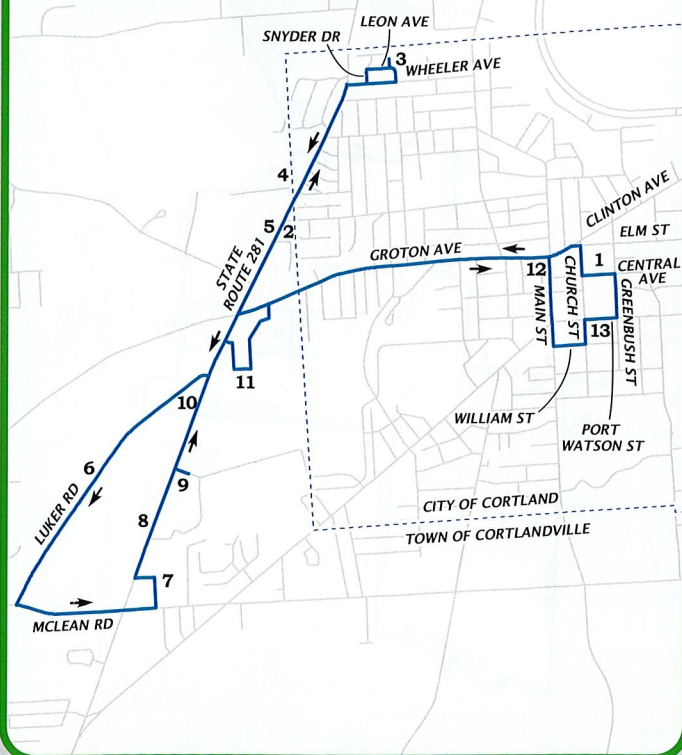 LEON AVE
SNYDER DR
3
WHEELER AVE
4
CLINTON AVE
5
2
ELM ST
STATE
ROUTE 281
GROTON AVE
12
1
CENTRAL
AVE
CHURCH ST
MAIN ST
GREENBUSH ST
13
11
10
WILLIAM ST
PORT
WATSON ST
6
LUKER RD
9
8
CITY OF CORTLAND
TOWN OF CORTLANDVILLE
7
MCLEAN RD